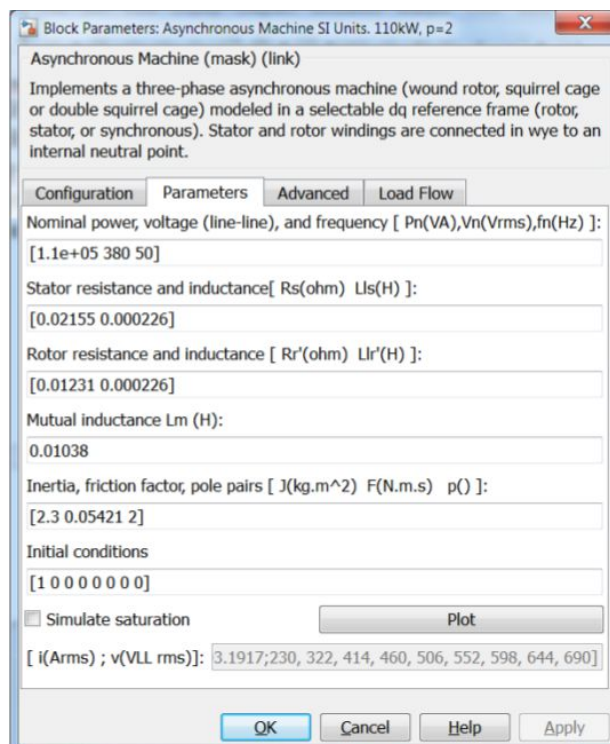 Block Parameters: Asynchronous Machine SI Units. 110kW, p=2
Asynchronous Machine (mask) (link)
Implements a three-phase asynchronous machine (wound rotor, squirrel cage
or double squirrel cage) modeled in a selectable dq reference frame (rotor,
stator, or synchronous). Stator and rotor windings are connected in wye to an
internal neutral point.
Configuration Parameters Advanced Load Flow
Nominal power, voltage (line-line), and frequency [ Pn(VA),Vn(Vrms),fn(Hz) ]:
[1.1e+05 380 50]
Stator resistance and inductance[ Rs(ohm) Lls(H) ]:
[0.02155 0.000226]
Rotor resistance and inductance [ Rr'(ohm) Llr'(H) ]:
[0.01231 0.000226]
Mutual inductance Lm (H):
0.01038
Inertia, friction factor, pole pairs [ J(kg.m^2) F(N.m.s) p() ]:
[2.3 0.05421 2]
Initial conditions
[1 0 0 0 0 0 0 0]
Simulate saturation Plot
[ i(Arms) ; v(VLL rms)]: 3.1917;230, 322, 414, 460, 506, 552, 598, 644, 690]
OK Cancel Help Apply